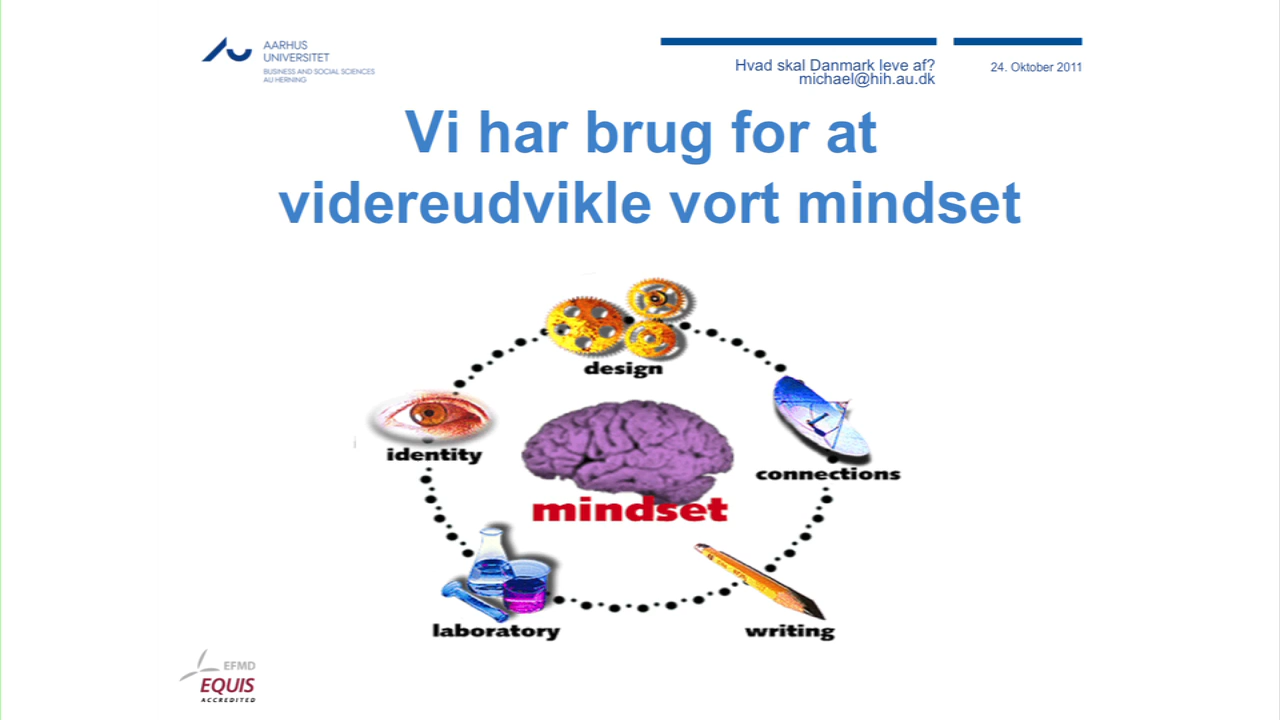 AARHUS
UNIVERSITET
BUSINESS AND SOCIAL SCIENCES
AU HERNING
Hvad skal Danmark leve af?
michael@hih.au.dk
24. Oktober 2011
Vi har brug for at
videreudvikle vort mindset
design
identity
connections
mindset
laboratory
writing
EFMD
EQUIS
ACCREDITED